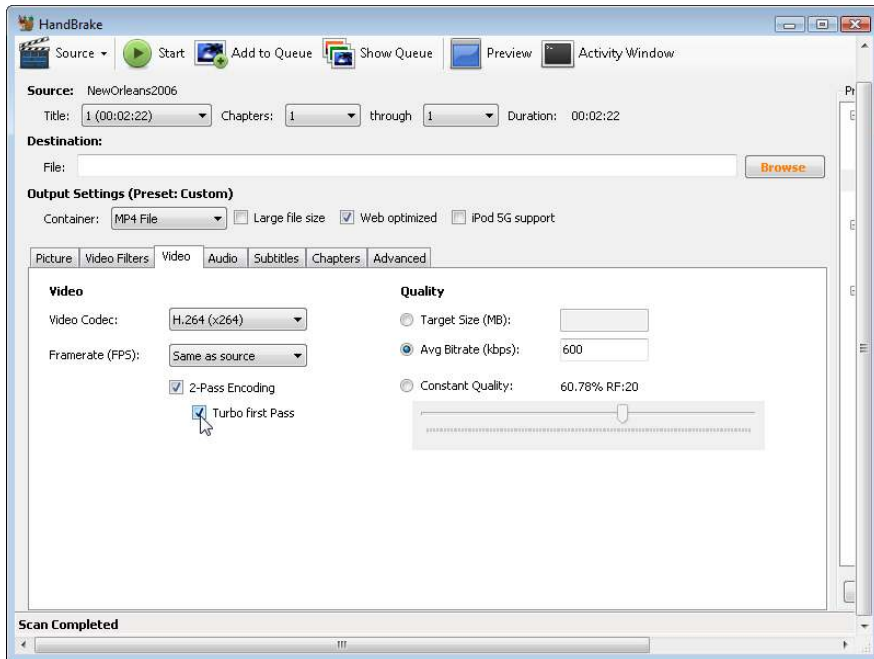 HandBrake
Source Start Add to Queue Show Queue Preview Activity Window
Source: NewOrleans2006
Title: 1 (00:02:22) Chapters: 1 through 1 Duration: 00:02:22
Destination:
File: Browse
Output Settings (Preset: Custom)
Container: MP4 File Large file size Web optimized iPod 5G support
Picture Video Filters Video Audio Subtitles Chapters Advanced
Video Quality
Video Codec: H.264 (x264) Target Size (MB):
Framerate (FPS): Same as source Avg Bitrate (kbps): 600
2-Pass Encoding Constant Quality: 60.78% RF:20
Turbo first Pass
Scan Completed